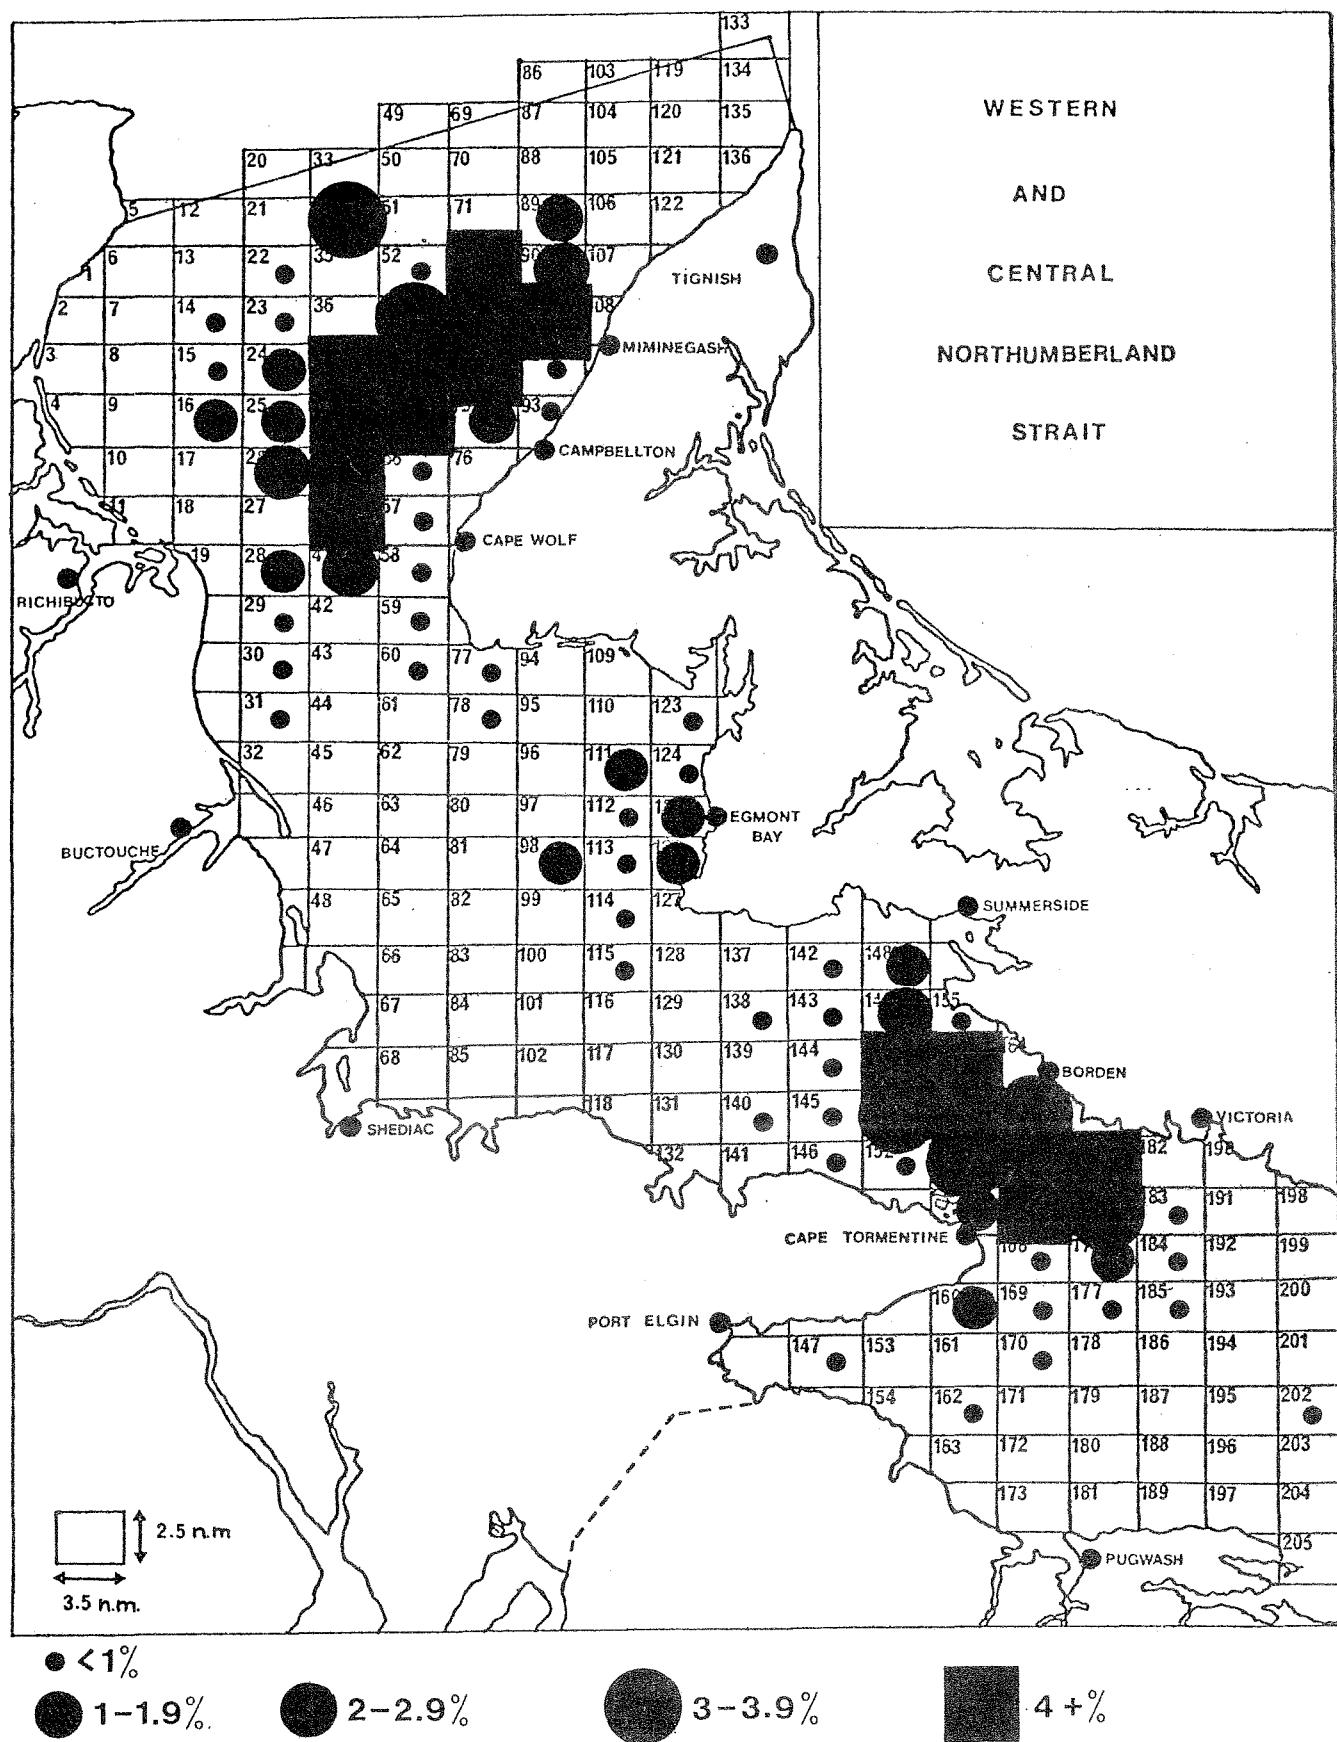 133
86 103 119 134
49 69 87 104 120 135
20 33 50 70 88 105 121 136
5 12 21 51 71 89 106 122
1 6 13 22 35 52 90 107
2 7 14 23 36 108
3 8 15 24
4 9 16 25 93
10 17 76
11 18 27 57
19 28 58
29 42 59
30 43 60 77 94 109
31 44 61 78 95 110 123
32 45 62 79 96 111 124
46 63 80 97 112
47 64 81 98 113
48 65 82 99 114 127
66 83 100 115 128 137 142 148
67 84 101 116 129 138 143 155
68 85 102 117 130 139 144
118 131 140 145
132 141 146 152 182
183 191 198
184 192 199
169 177 185 193 200
147 153 161 170 178 186 194 201
154 162 171 179 187 195 202
163 172 180 188 196 203
173 181 189 197 204
205
WESTERN
AND
CENTRAL
NORTHUMBERLAND
STRAIT
TiGNISH
MIMINEGASH
CAMPBELLTON
CAPE WOLF
RICHIBUCTO
EGMONT
BAY
BUCTOUCHE
SUMMERSIDE
BORDEN
VICTORIA
SHEDIAC
CAPE TORMENTINE
PORT ELGIN
PUGWASH
2.5 n.m
3.5 n.m.
<1%
1-1.9%.
2-2.9%
3-3.9%
4+%